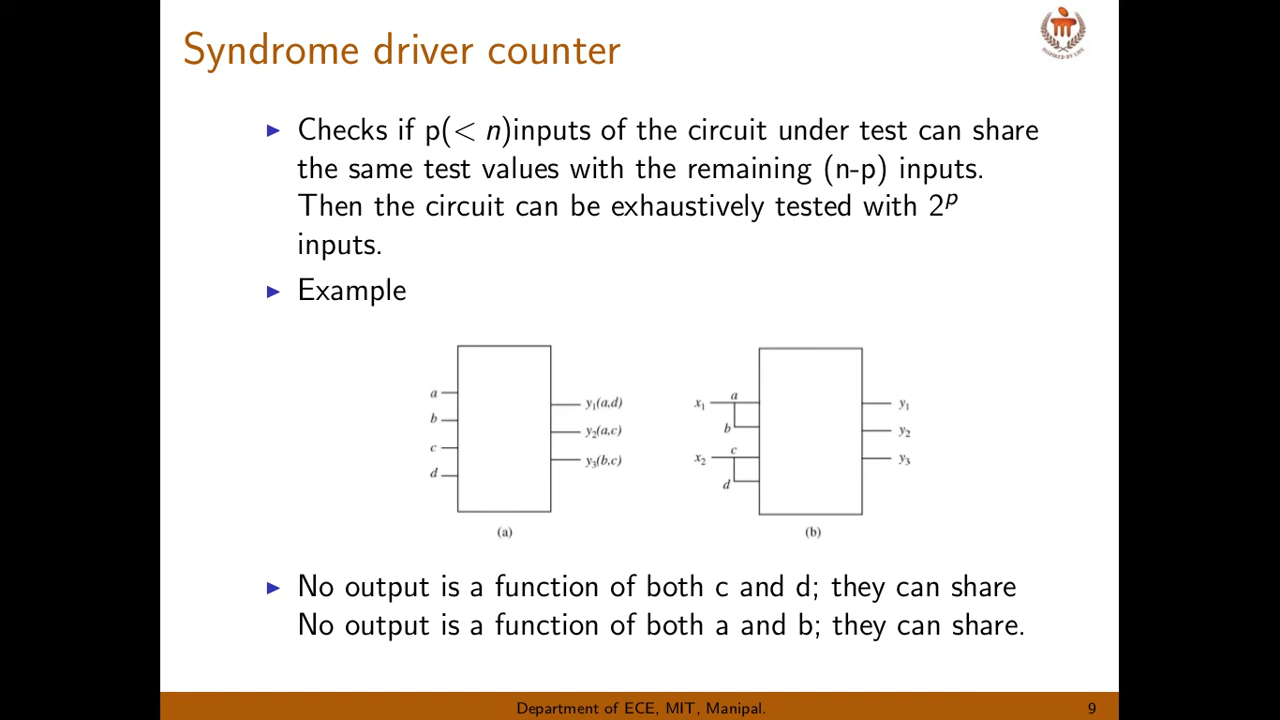 Syndrome driver counter
INSPIRED BY LIFE
▶ Checks if p(< n)inputs of the circuit under test can share
the same test values with the remaining (n-p) inputs.
Then the circuit can be exhaustively tested with 2^p
inputs.
▶ Example
a
b
c
d
y₁(a,d)
y₂(a,c)
y₃(b,c)
(a)
x₁
a
b
x₂
c
d
y₁
y₂
y₃
(b)
▶ No output is a function of both c and d; they can share
No output is a function of both a and b; they can share.
Department of ECE, MIT, Manipal.
9